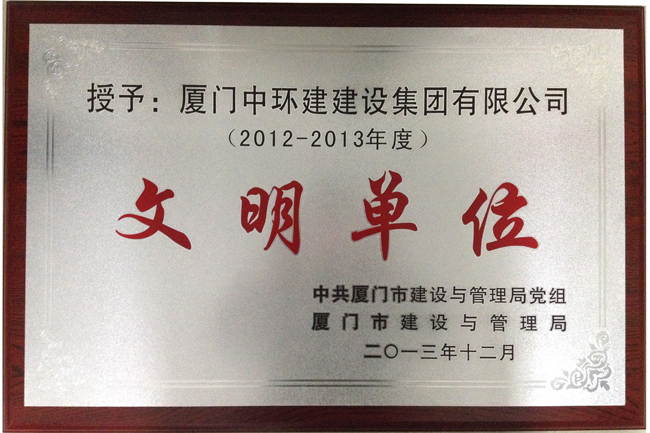 授予：厦门中环建建设集团有限公司
（2012-2013年度）
文明单位
中共厦门市建设与管理局党组
厦门市建设与管理局
二〇一三年十二月